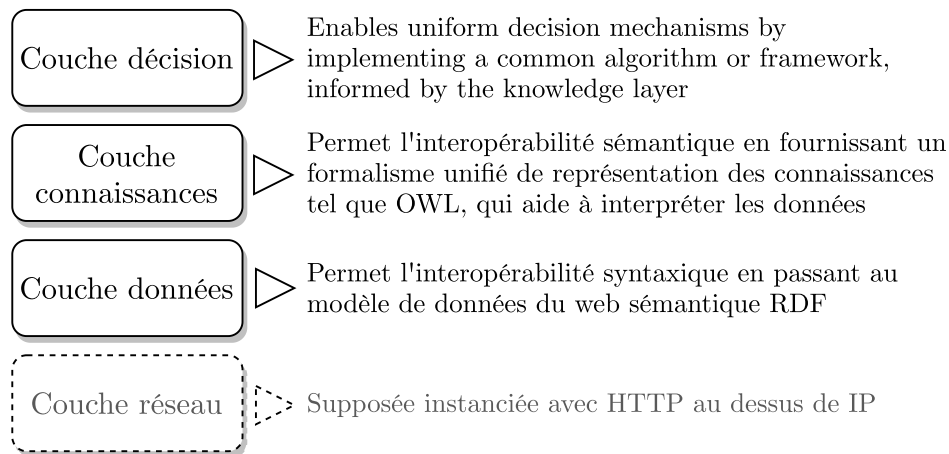 Couche décision
Enables uniform decision mechanisms by
implementing a common algorithm or framework,
informed by the knowledge layer
Couche
connaissances
Permet l'interopérabilité sémantique en fournissant un
formalisme unifié de représentation des connaissances
tel que OWL, qui aide à interpréter les données
Couche données
Permet l'interopérabilité syntaxique en passant au
modèle de données du web sémantique RDF
Couche réseau
Supposée instanciée avec HTTP au dessus de IP